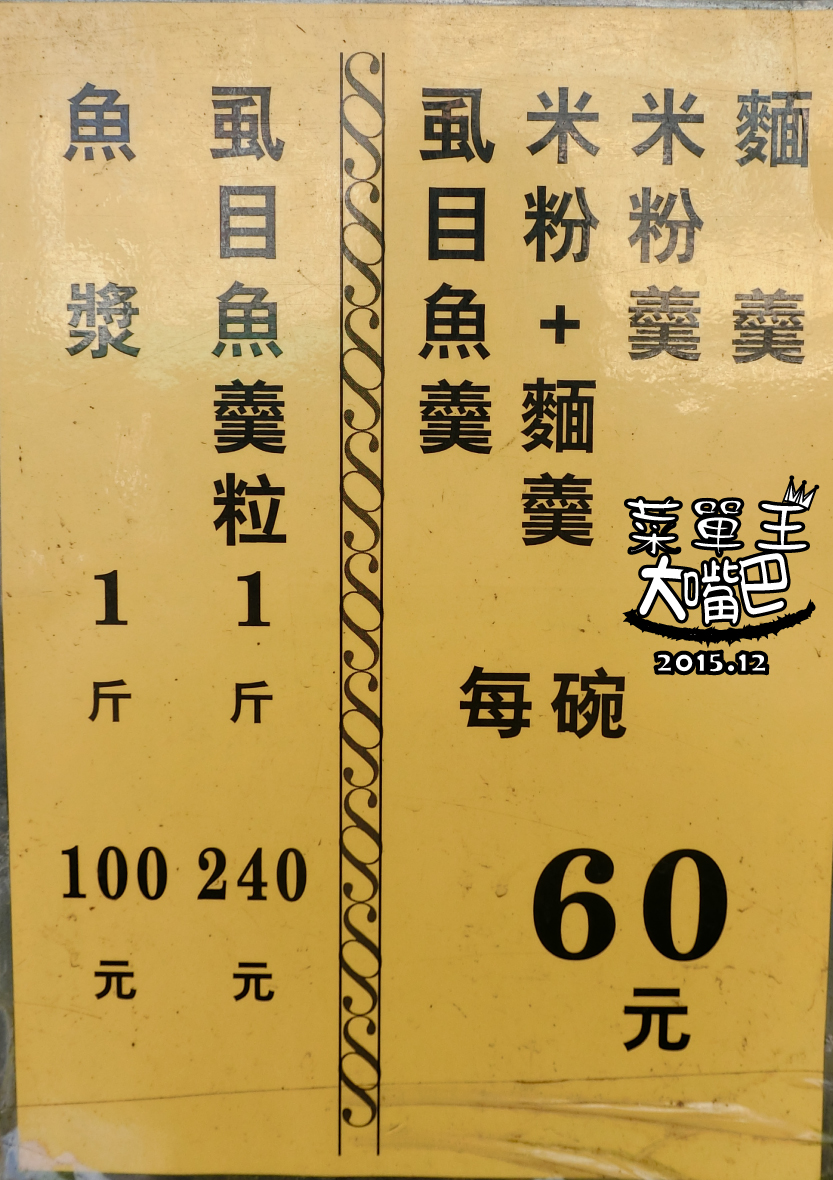 麵羹
米粉羹
米粉+麵羹
虱目魚羹
每碗
60
元
虱目魚羹粒
1
斤
240
元
魚漿
1
斤
100
元
菜單王
大嘴巴
2015.12